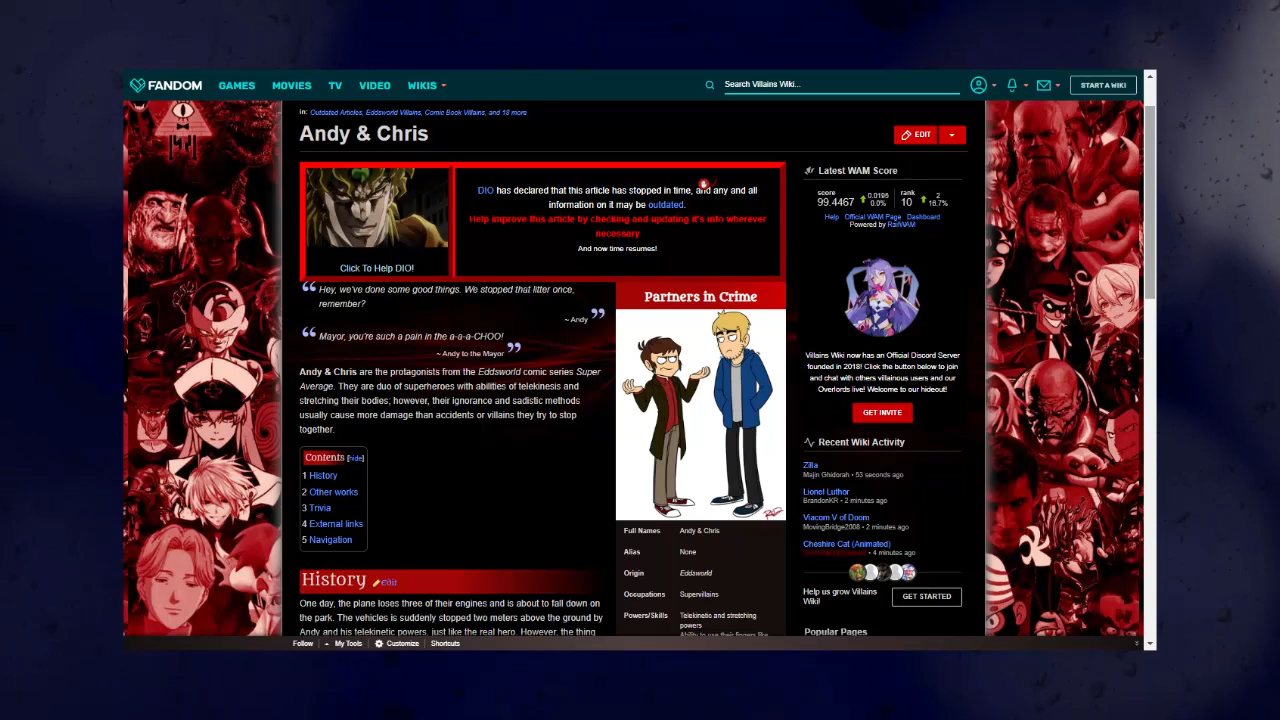 FANDOM GAMES MOVIES TV VIDEO WIKIS Search Villains Wiki... START A WIKI
in: Outdated Articles, Eddsworld Villains, Comic Book Villains, and 18 more
Andy & Chris
EDIT
DIO has declared that this article has stopped in time, and any and all
information on it may be outdated.
Help improve this article by checking and updating it's info wherever
necessary
And now time resumes!
Click To Help DIO!
“ Hey, we've done some good things. We stopped that litter once,
remember? ”
~ Andy
“ Mayor, you're such a pain in the a-a-a-CHOO! ”
~ Andy to the Mayor
Andy & Chris are the protagonists from the Eddsworld comic series Super
Average. They are duo of superheroes with abilities of telekinesis and
stretching their bodies; however, their ignorance and sadistic methods
usually cause more damage than accidents or villains they try to stop
together.
Contents [hide]
1 History
2 Other works
3 Trivia
4 External links
5 Navigation
History Edit
One day, the plane loses three of their engines and is about to fall down on
the park. The vehicles is suddenly stopped two meters above the ground by
Andy and his telekinetic powers, just like the real hero. However, the thing
Partners in Crime
Full Names Andy & Chris
Alias None
Origin Eddsworld
Occupations Supervillains
Powers/Skills Telekinetic and stretching
powers
Ability to use their fingers like
Latest WAM Score
score
99.4467
0.0195
0.0%
rank
10
2
16.7%
Help Official WAM Page Dashboard
Powered by RailWAM
Villains Wiki now has an Official Discord Server
founded in 2018! Click the button below to join
and chat with others villainous users and our
Overlords live! Welcome to our hideout!
GET INVITE
Recent Wiki Activity
Zilla
Majin Ghidorah • 53 seconds ago
Lionel Luthor
BrandonKR • 2 minutes ago
Viacom V of Doom
MovingBridge2008 • 2 minutes ago
Cheshire Cat (Animated)
• 4 minutes ago
Help us grow Villains
Wiki!
GET STARTED
Popular Pages
Follow My Tools Customize Shortcuts